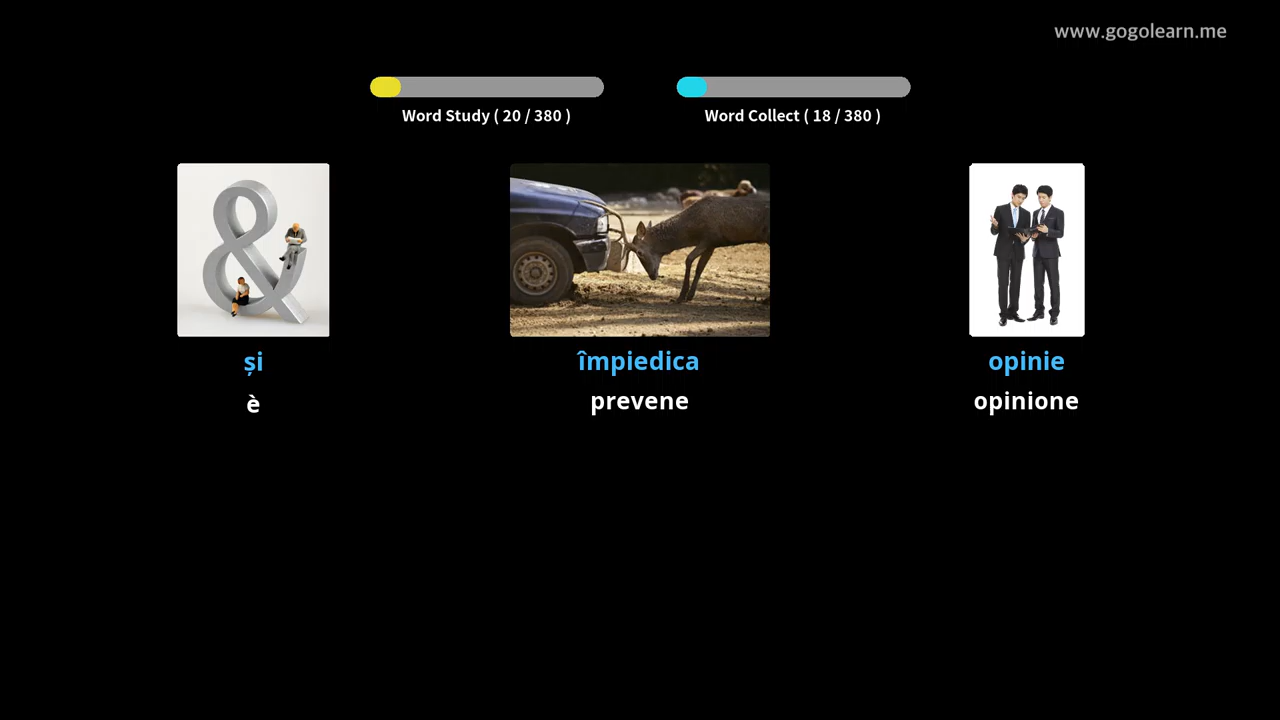 www.gogolearn.me
Word Study ( 20 / 380 )
Word Collect ( 18 / 380 )
și
împiedica
opinie
è
prevene
opinione